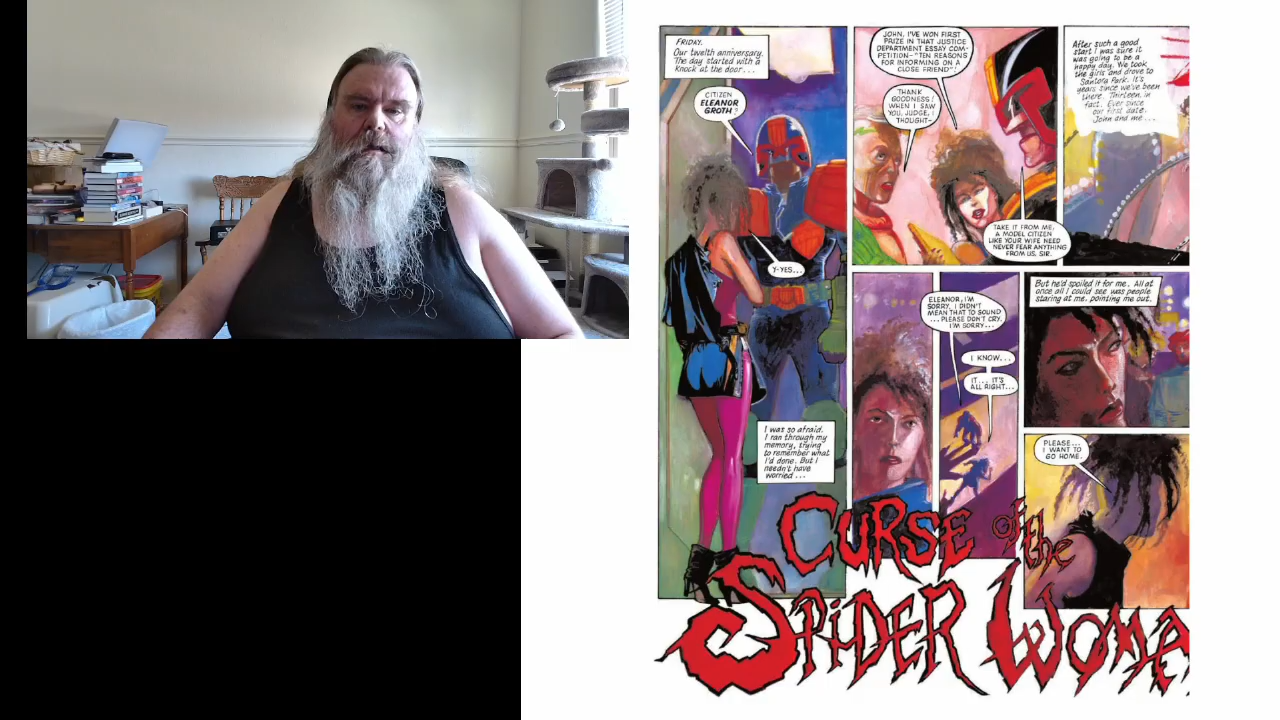 FRIDAY.
Our twelth anniversary.
The day started with a
knock at the door...
CITIZEN
ELEANOR
GROTH?
Y-YES...
I was so afraid.
I ran through my
memory, trying
to remember what
I'd done. But I
needn't have
worried...
JOHN, I'VE WON FIRST
PRIZE IN THAT JUSTICE
DEPARTMENT ESSAY COM-
PETITION-"TEN REASONS
FOR INFORMING ON A
CLOSE FRIEND"!
THANK
GOODNESS!
WHEN I SAW
YOU, JUDGE, I
THOUGHT-
TAKE IT FROM ME,
A MODEL CITIZEN
LIKE YOUR WIFE NEED
NEVER FEAR ANYTHING
FROM US, SIR.
After such a good
start I was sure it
was going to be a
happy day. We took
the girls and drove to
Santora Park. It's
years since we've been
there. Thirteen, in
fact. Ever since
our first date,
John and me...
ELEANOR, I'M
SORRY, I DIDN'T
MEAN THAT TO SOUND
...PLEASE DON'T CRY.
I'M SORRY...
I KNOW...
IT... IT'S
ALL RIGHT...
But he'd spoiled it for me. All at
once all I could see was people
staring at me, pointing me out.
PLEASE...
I WANT TO
GO HOME.
CURSE of the
SPIDER WOMA